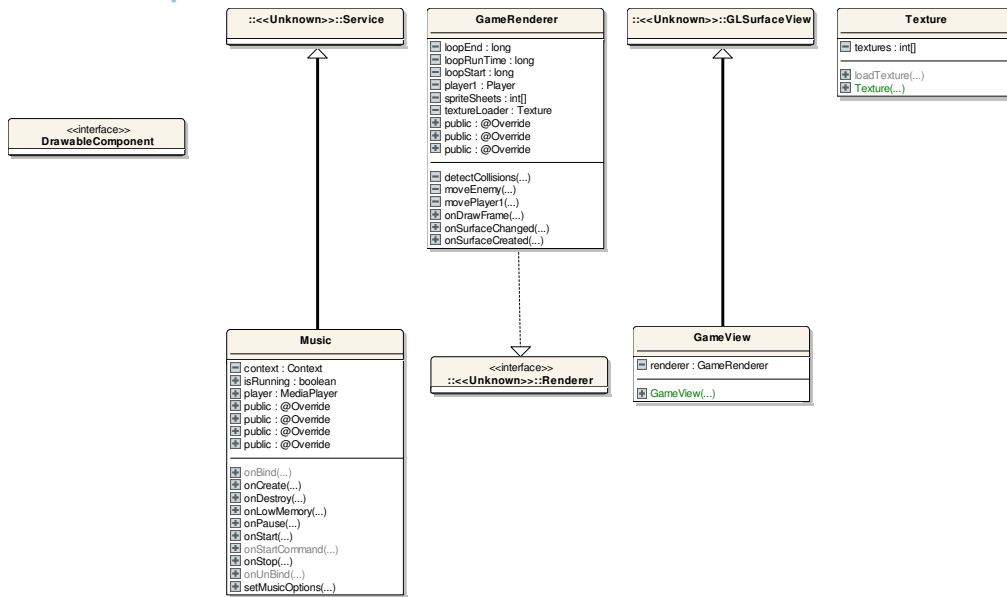 ::<<Unknown>>::Service
GameRenderer
loopEnd : long
loopRunTime : long
loopStart : long
player1 : Player
spriteSheets : int[]
textureLoader : Texture
public : @Override
public : @Override
public : @Override
detectCollisions(...)
moveEnemy(...)
movePlayer1(...)
onDrawFrame(...)
onSurfaceChanged(...)
onSurfaceCreated(...)
::<<Unknown>>::GLSurfaceView
Texture
textures : int[]
loadTexture(...)
Texture(...)
<<interface>>
DrawableComponent
Music
context : Context
isRunning : boolean
player : MediaPlayer
public : @Override
public : @Override
public : @Override
public : @Override
onBind(...)
onCreate(...)
onDestroy(...)
onLowMemory(...)
onPause(...)
onStart(...)
onStartCommand(...)
onStop(...)
onUnBind(...)
setMusicOptions(...)
<<interface>>
::<<Unknown>>::Renderer
GameView
renderer : GameRenderer
GameView(...)